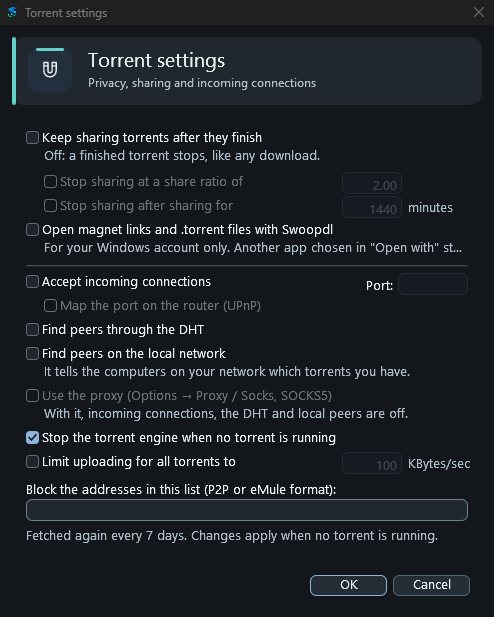 Torrent settings
Torrent settings
Privacy, sharing and incoming connections
Keep sharing torrents after they finish
Off: a finished torrent stops, like any download.
Stop sharing at a share ratio of 2.00
Stop sharing after sharing for 1440 minutes
Open magnet links and .torrent files with Swoopdl
For your Windows account only. Another app chosen in "Open with" st...
Accept incoming connections Port:
Map the port on the router (UPnP)
Find peers through the DHT
Find peers on the local network
It tells the computers on your network which torrents you have.
Use the proxy (Options → Proxy / Socks, SOCKS5)
With it, incoming connections, the DHT and local peers are off.
Stop the torrent engine when no torrent is running
Limit uploading for all torrents to 100 KBytes/sec
Block the addresses in this list (P2P or eMule format):
Fetched again every 7 days. Changes apply when no torrent is running.
OK Cancel